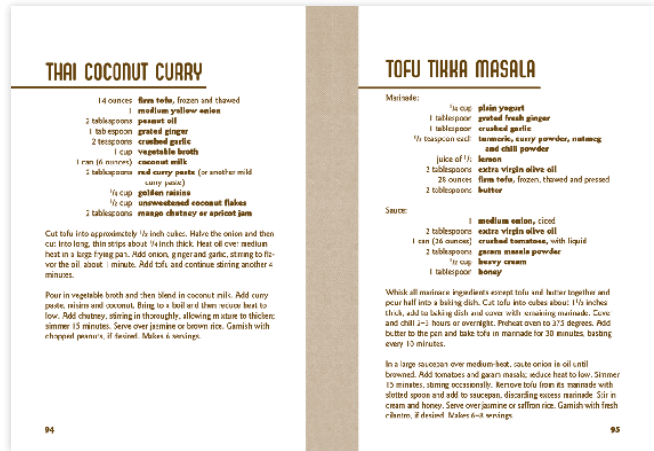 THAI COCONUT CURRY
14 ounces firm tofu, frozen and thawed
1 medium yellow onion
2 tablespoons peanut oil
1 tablespoon grated ginger
2 teaspoons crushed garlic
1 cup vegetable broth
1 can (6 ounces) coconut milk
2 tablespoons red curry paste (or another mild
curry paste)
1/4 cup golden raisins
1/2 cup unsweetened coconut flakes
2 tablespoons mango chutney or apricot jam
Cut tofu into approximately 1/2 inch cubes. Halve the onion and then
cut into long, thin strips about 1/4 inch thick. Heat oil over medium
heat in a large frying pan. Add onion, ginger and garlic, stirring to fla-
vor the oil, about 1 minute. Add tofu and continue stirring another 4
minutes.
Pour in vegetable broth and then blend in coconut milk. Add curry
paste, raisins and coconut. Bring to a boil and then reduce heat to
low. Add chutney, stirring in thoroughly, allowing mixture to thicken;
simmer 15 minutes. Serve over jasmine or brown rice. Garnish with
chopped peanuts, if desired. Makes 6 servings.
94
TOFU TIKKA MASALA
Marinade:
cup plain yogurt
1 tablespoon grated fresh ginger
1 tablespoon crushed garlic
1/2 teaspoon each turmeric, curry powder, nutmeg
and chili powder
juice of 1/2 lemon
2 tablespoons extra virgin olive oil
28 ounces firm tofu, frozen, thawed and pressed
2 tablespoons butter
Sauce:
1 medium onion, diced
2 tablespoons extra virgin olive oil
1 can (26 ounces) crushed tomatoes, with liquid
2 tablespoons garam masala powder
1/2 cup heavy cream
1 tablespoon honey
Whisk all marinade ingredients except tofu and butter together and
pour half into a baking dish. Cut tofu into cubes about 1 1/2 inches
thick, add to baking dish and cover with remaining marinade. Cover
and chill 2–3 hours or overnight. Preheat oven to 375 degrees. Add
butter to the pan and bake tofu in marinade for 30 minutes, basting
every 10 minutes.
In a large saucepan over medium-heat, saute onion in oil until
browned. Add tomatoes and garam masala; reduce heat to low. Simmer
15 minutes, stirring occasionally. Remove tofu from its marinade with
slotted spoon and add to saucepan, discarding excess marinade. Stir in
cream and honey. Serve over jasmine or saffron rice. Garnish with fresh
cilantro, if desired. Makes 6–8 servings.
95